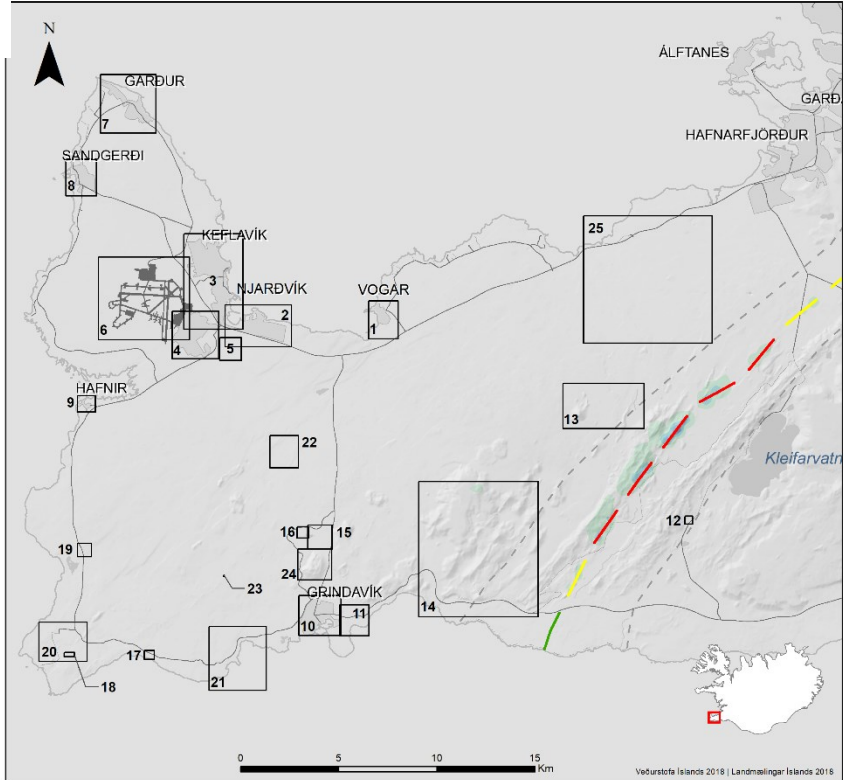 N
ÁLFTANES
GARÐUR
GARÐ
7
HAFNARFJÖRÐUR
SANDGERÐI
8
25
KEFLAVÍK
3
NJARÐVÍK
VOGAR
2
1
6
4
5
HAFNIR
9
13
22
Kleifarvatn
12
16
15
19
24
23
GRINDAVÍK
14
11
10
20
17
18
21
0
5
10
15
Km
Veðurstofa Íslands 2018 | Landmælingar Íslands 2018